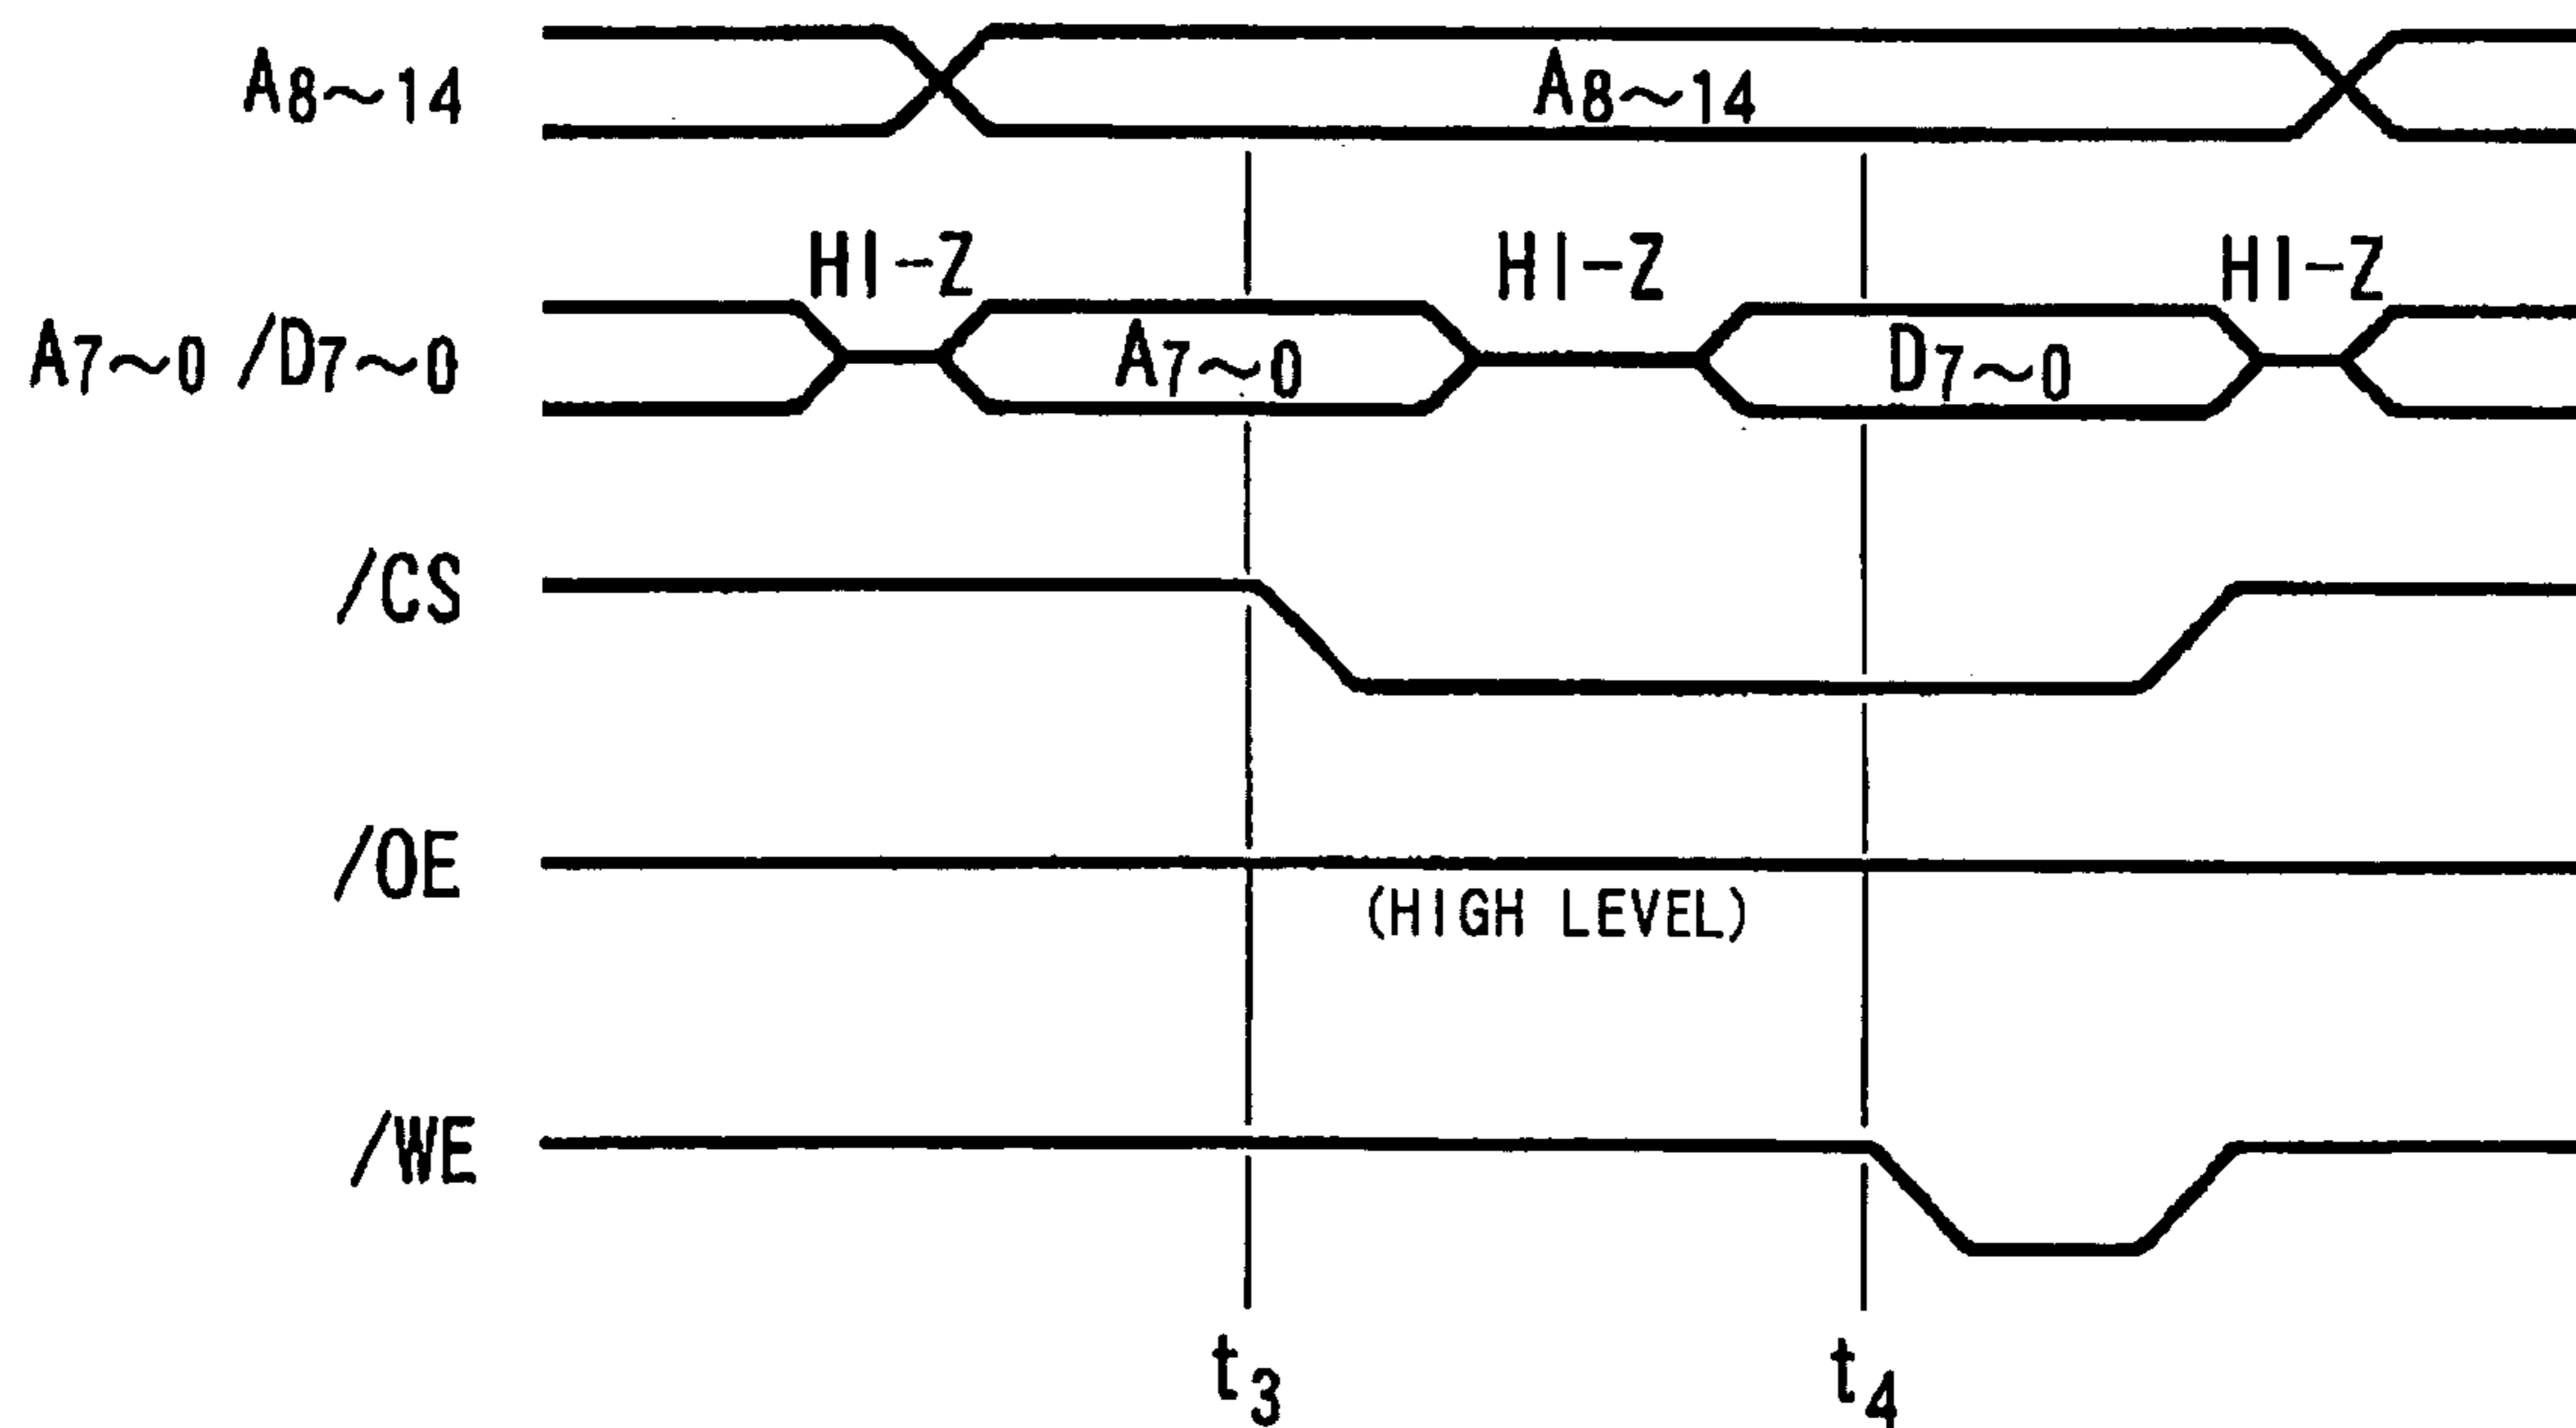 A8~14 A8~14
HI-Z HI-Z HI-Z
A7~0 /D7~0 A7~0 D7~0
/CS
/OE
(HIGH LEVEL)
/WE
t3 t4